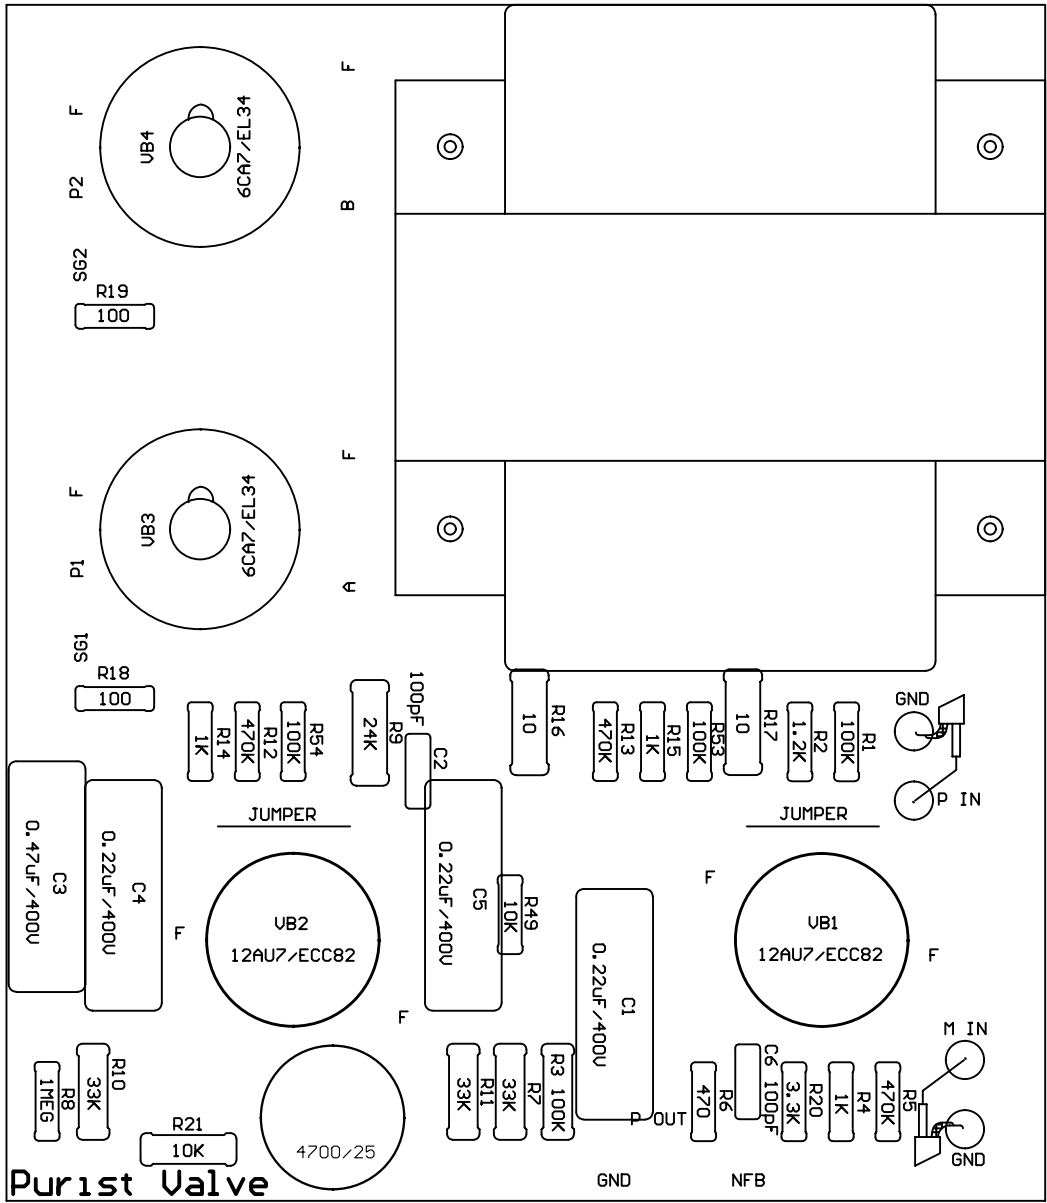 F
F
VB4
6CA7/EL34
P2
B
SG2
R19
100
F
F
VB3
6CA7/EL34
P1
A
SG1
R18
100
1K
R14
470K
R12
100K
R54
24K
R9
100pF
C2
10
R16
470K
R13
1K
R15
100K
R53
10
R17
1.2K
R2
100K
R1
GND
P IN
JUMPER
JUMPER
0.47uF/400V
C3
0.22uF/400V
C4
F
VB2
12AU7/ECC82
0.22uF/400V
C5
10K
R49
F
VB1
12AU7/ECC82
F
0.22uF/400V
C1
F
M IN
1MEG
R8
33K
R10
33K
R11
33K
R7
R3 100K
P OUT
470
R6
C6 100pF
3.3K
R20
1K
R4
470K
R5
R21
10K
4700/25
GND
Purist Valve
GND
NFB